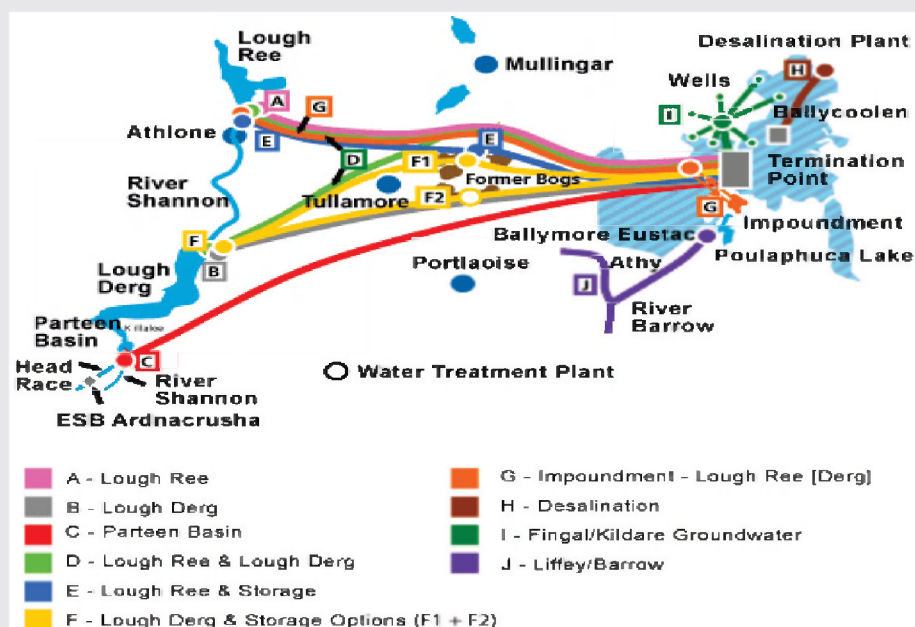 Lough
Ree
Desalination Plant
H
Mullingar
Wells
A
G
I
Ballycoolen
Athlone
E
E
D
F1
Termination
Point
River
Shannon
Former Bogs
Tullamore
F2
G
Impoundment
F
Ballymore Eustac
Poulaphuca Lake
B
Lough
Derg
Portlaoise
Athy
J
River
Barrow
Parteen
Basin
Killaloe
C
Head
Race
River
Shannon
Water Treatment Plant
ESB Ardnacrusha
A - Lough Ree
B - Lough Derg
C - Parteen Basin
D - Lough Ree & Lough Derg
E - Lough Ree & Storage
F - Lough Derg & Storage Options (F1 + F2)
G - Impoundment - Lough Ree [Derg]
H - Desalination
I - Fingal/Kildare Groundwater
J - Liffey/Barrow